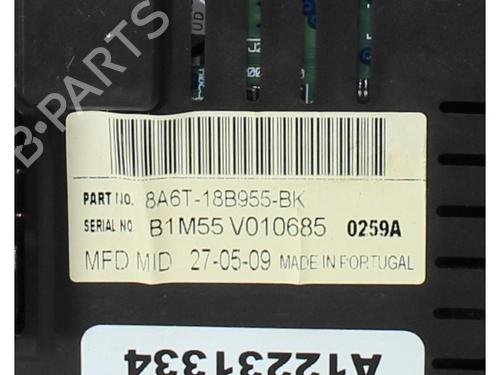 B-PARTS
UD
PART NO. 8A6T-18B955-BK
SERIAL NO. B1M55 V010685 0259A
MFD MID 27-05-09 MADE IN PORTUGAL
A12231334